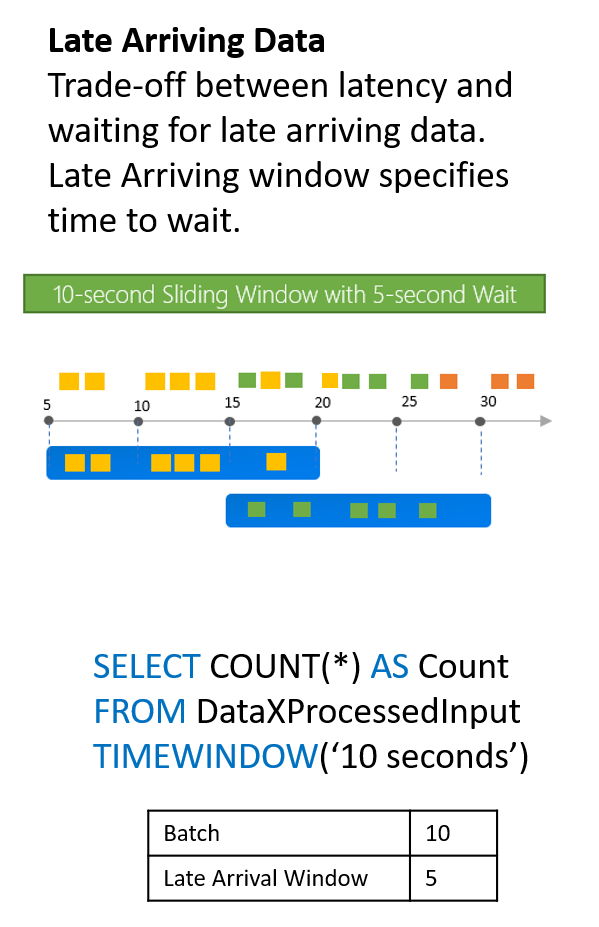 Late Arriving Data
Trade-off between latency and
waiting for late arriving data.
Late Arriving window specifies
time to wait.
10-second Sliding Window with 5-second Wait
5 10 15 20 25 30
SELECT COUNT(*) AS Count
FROM DataXProcessedInput
TIMEWINDOW(‘10 seconds’)
Batch 10
Late Arrival Window 5